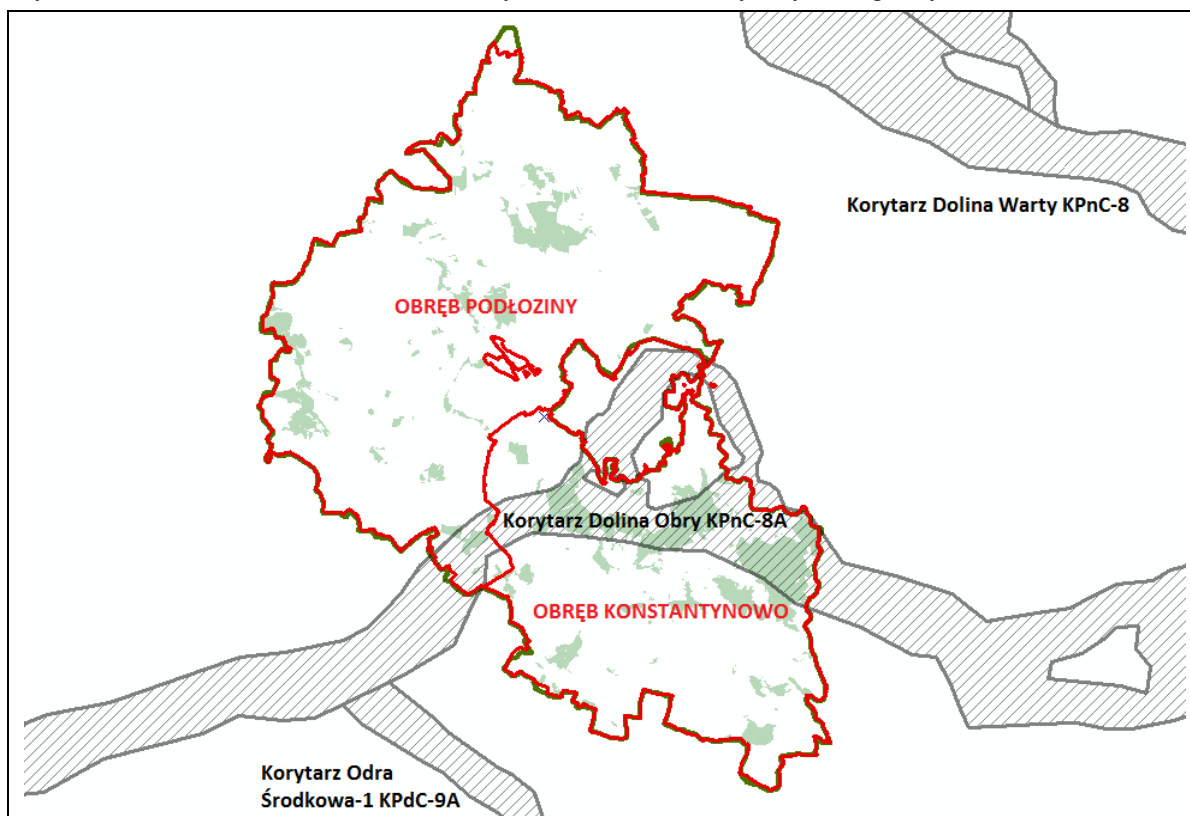 Korytarz Dolina Warty KPnC-8
OBRĘB PODŁOZINY
Korytarz Dolina Obry KPnC-8A
OBRĘB KONSTANTYNOWO
Korytarz Odra
Środkowa-1 KPdC-9A